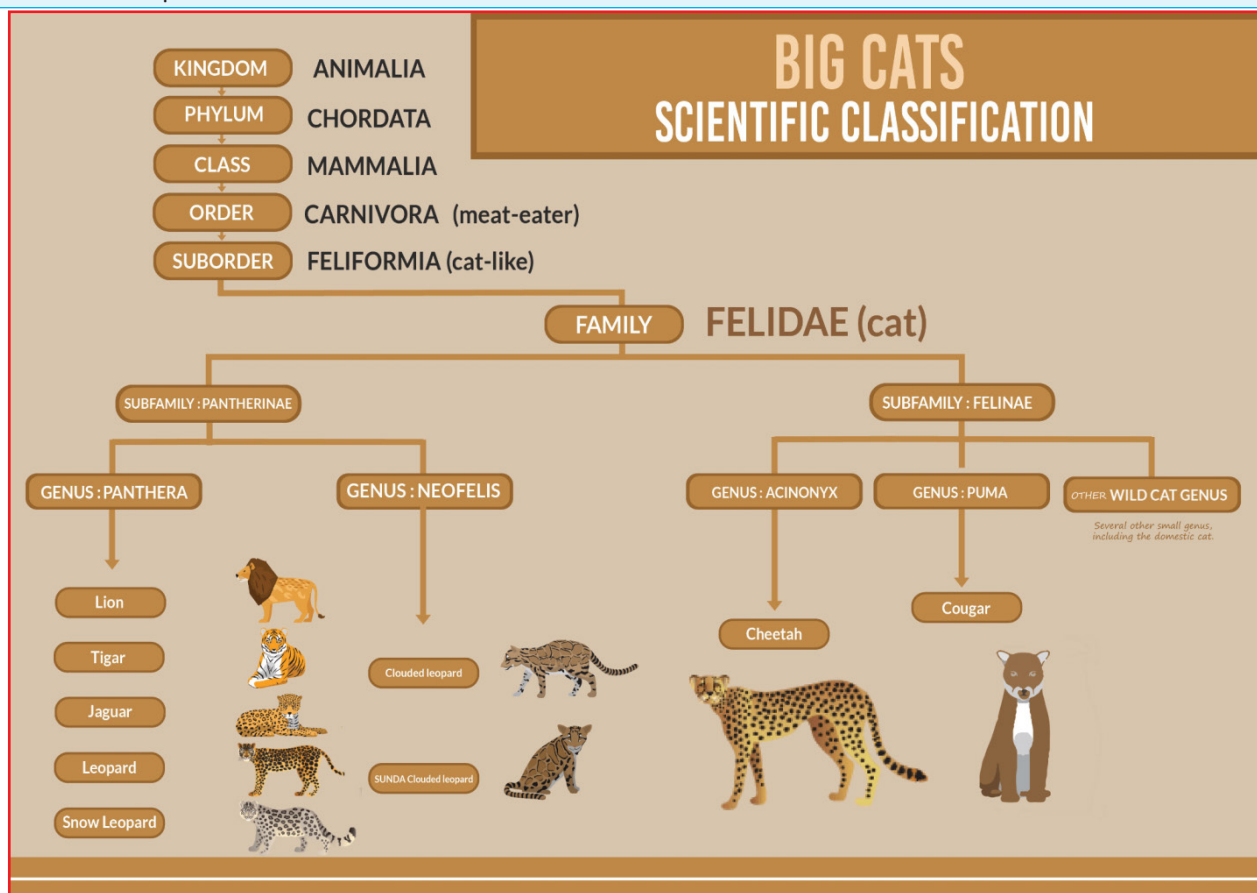 BIG CATS
SCIENTIFIC CLASSIFICATION
KINGDOM ANIMALIA
PHYLUM CHORDATA
CLASS MAMMALIA
ORDER CARNIVORA (meat-eater)
SUBORDER FELIFORMIA (cat-like)
FAMILY FELIDAE (cat)
SUBFAMILY : PANTHERINAE
SUBFAMILY : FELINAE
GENUS : PANTHERA
GENUS : NEOFELIS
GENUS : ACINONYX
GENUS : PUMA
OTHER WILD CAT GENUS
Several other small genus,
including the domestic cat.
Lion
Tigar
Jaguar
Leopard
Snow Leopard
Clouded leopard
SUNDA Clouded leopard
Cheetah
Cougar